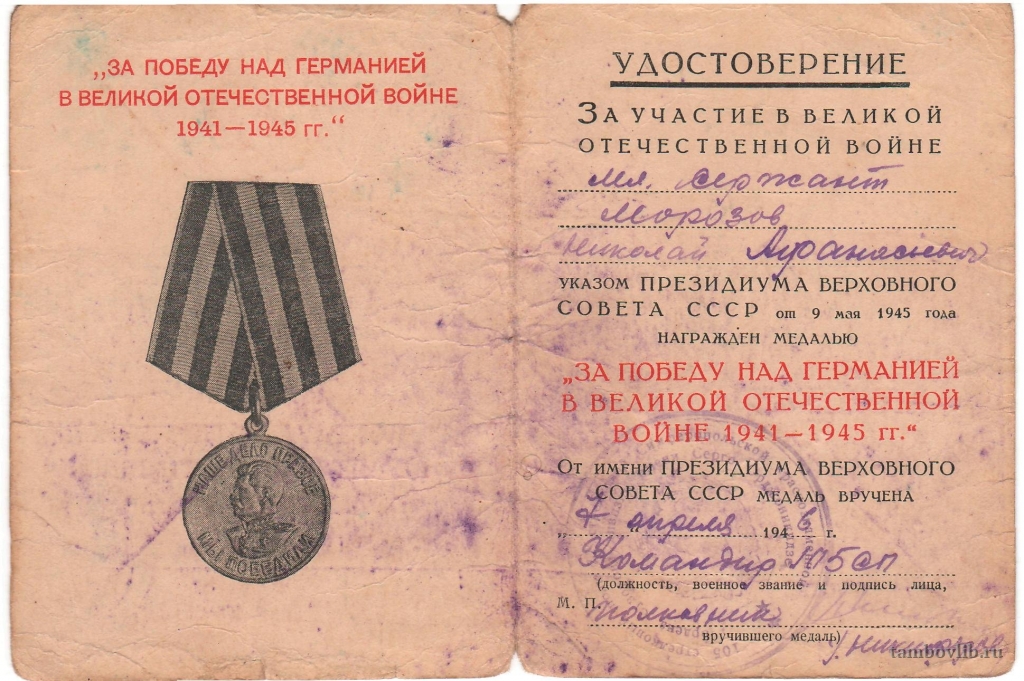 „ЗА ПОБЕДУ НАД ГЕРМАНИЕЙ
В ВЕЛИКОЙ ОТЕЧЕСТВЕННОЙ ВОЙНЕ
1941—1945 гг.“
НАШЕ ДЕЛО ПРАВОЕ
МЫ ПОБЕДИЛИ
УДОСТОВЕРЕНИЕ
ЗА УЧАСТИЕ В ВЕЛИКОЙ
ОТЕЧЕСТВЕННОЙ ВОЙНЕ
мл. сержант
Морозов
Николай Афанасиевич
УКАЗОМ ПРЕЗИДИУМА ВЕРХОВНОГО
СОВЕТА СССР от 9 мая 1945 года
НАГРАЖДЕН МЕДАЛЬЮ
„ЗА ПОБЕДУ НАД ГЕРМАНИЕЙ
В ВЕЛИКОЙ ОТЕЧЕСТВЕННОЙ
ВОЙНЕ 1941—1945 гг.“
От имени ПРЕЗИДИУМА ВЕРХОВНОГО
СОВЕТА СССР МЕДАЛЬ ВРУЧЕНА
„7“ апреля 1946 г.
Командир
(должность, военное звание и подпись лица,
М. П. полковник
вручившего медаль)
tambovlib.ru